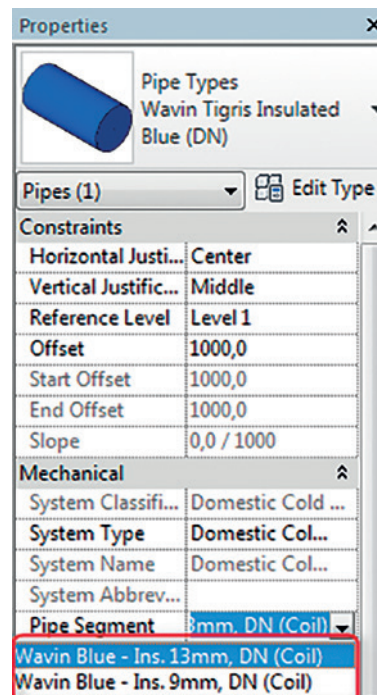 Properties
Pipe Types
Wavin Tigris Insulated
Blue (DN)
Pipes (1)
Edit Type
Constraints
Horizontal Justi... Center
Vertical Justific... Middle
Reference Level Level 1
Offset 1000,0
Start Offset 1000,0
End Offset 1000,0
Slope 0,0 / 1000
Mechanical
System Classifi... Domestic Cold ...
System Type Domestic Col...
System Name Domestic Col...
System Abbrev...
Pipe Segment 3mm, DN (Coil)
Wavin Blue - Ins. 13mm, DN (Coil)
Wavin Blue - Ins. 9mm, DN (Coil)